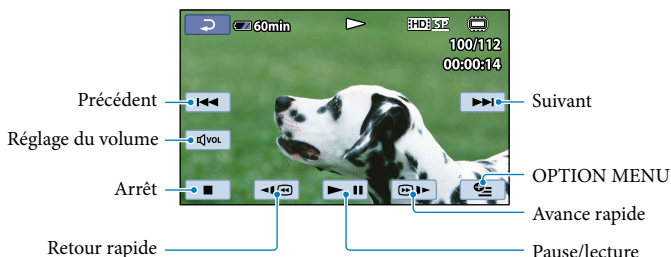 60min HD SP
100/112
00:00:14
Précédent
Suivant
Réglage du volume
VOL
Arrêt
OPTION MENU
Avance rapide
Retour rapide
Pause/lecture